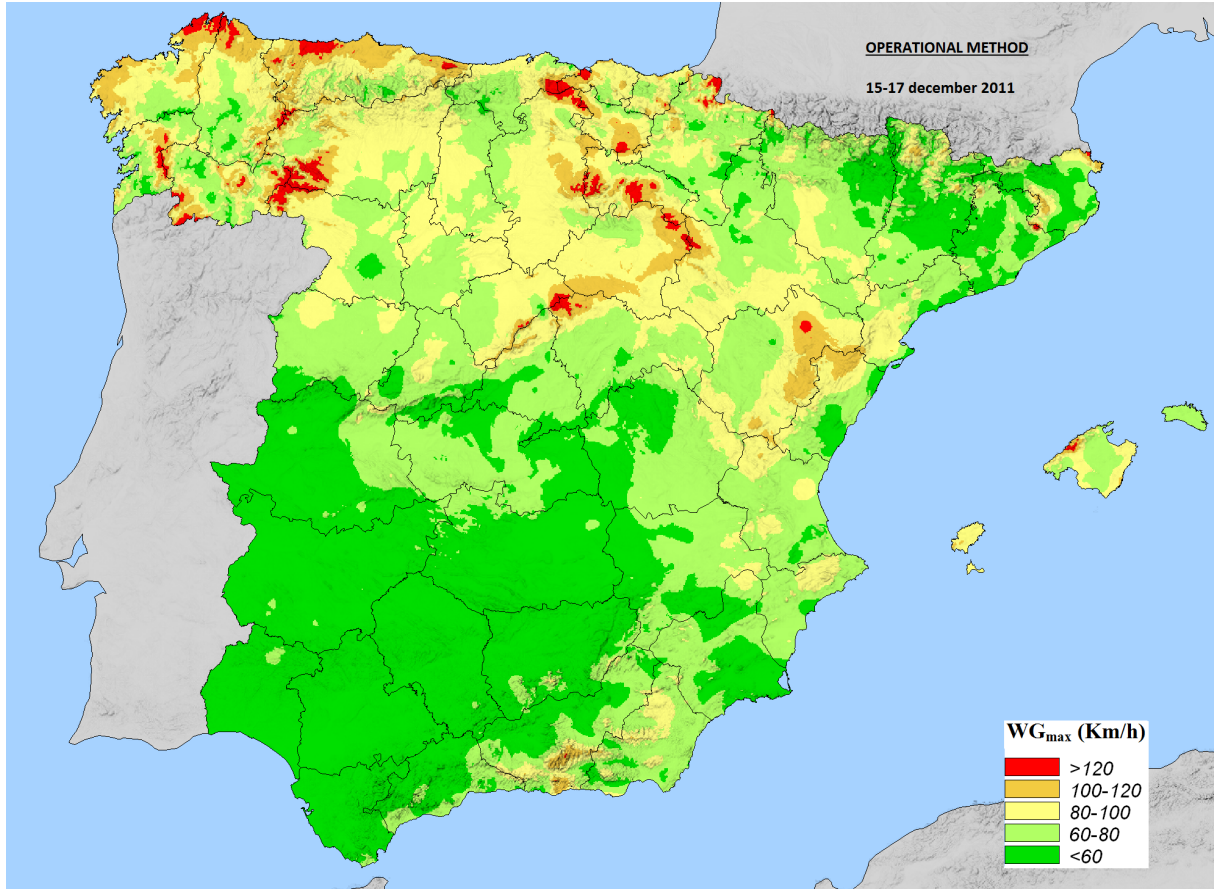 OPERATIONAL METHOD
15-17 december 2011
WGmax (Km/h)
>120
100-120
80-100
60-80
<60